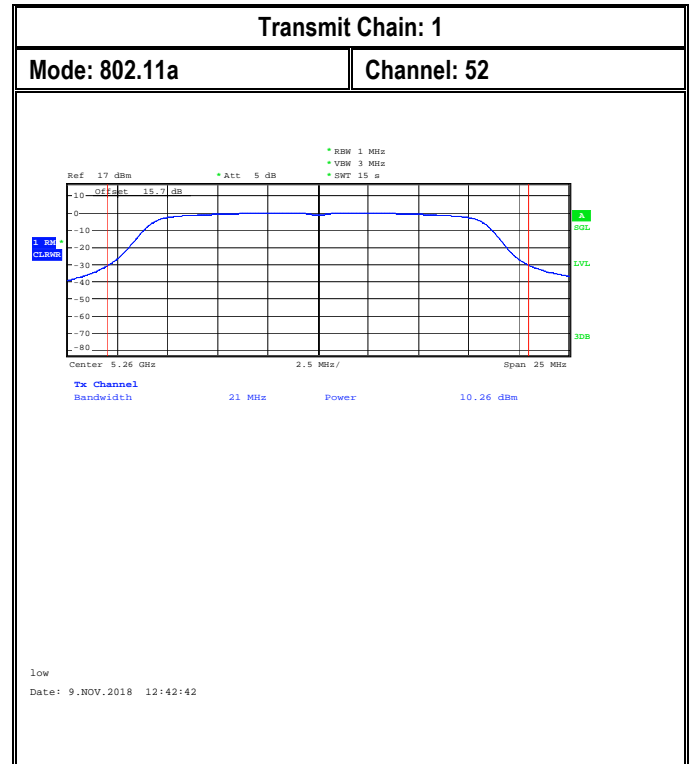 Transmit Chain: 1
Mode: 802.11a Channel: 52
* RBW 1 MHz
* VBW 3 MHz
Ref 17 dBm * Att 5 dB * SWT 15 s
Offset 15.7 dB
10
0
-10
-20
-30
-40
-50
-60
-70
-80
1 RM *
CLRWR
A
SGL
LVL
3DB
Center 5.26 GHz 2.5 MHz/ Span 25 MHz
Tx Channel
Bandwidth 21 MHz Power 10.26 dBm
low
Date: 9.NOV.2018 12:42:42